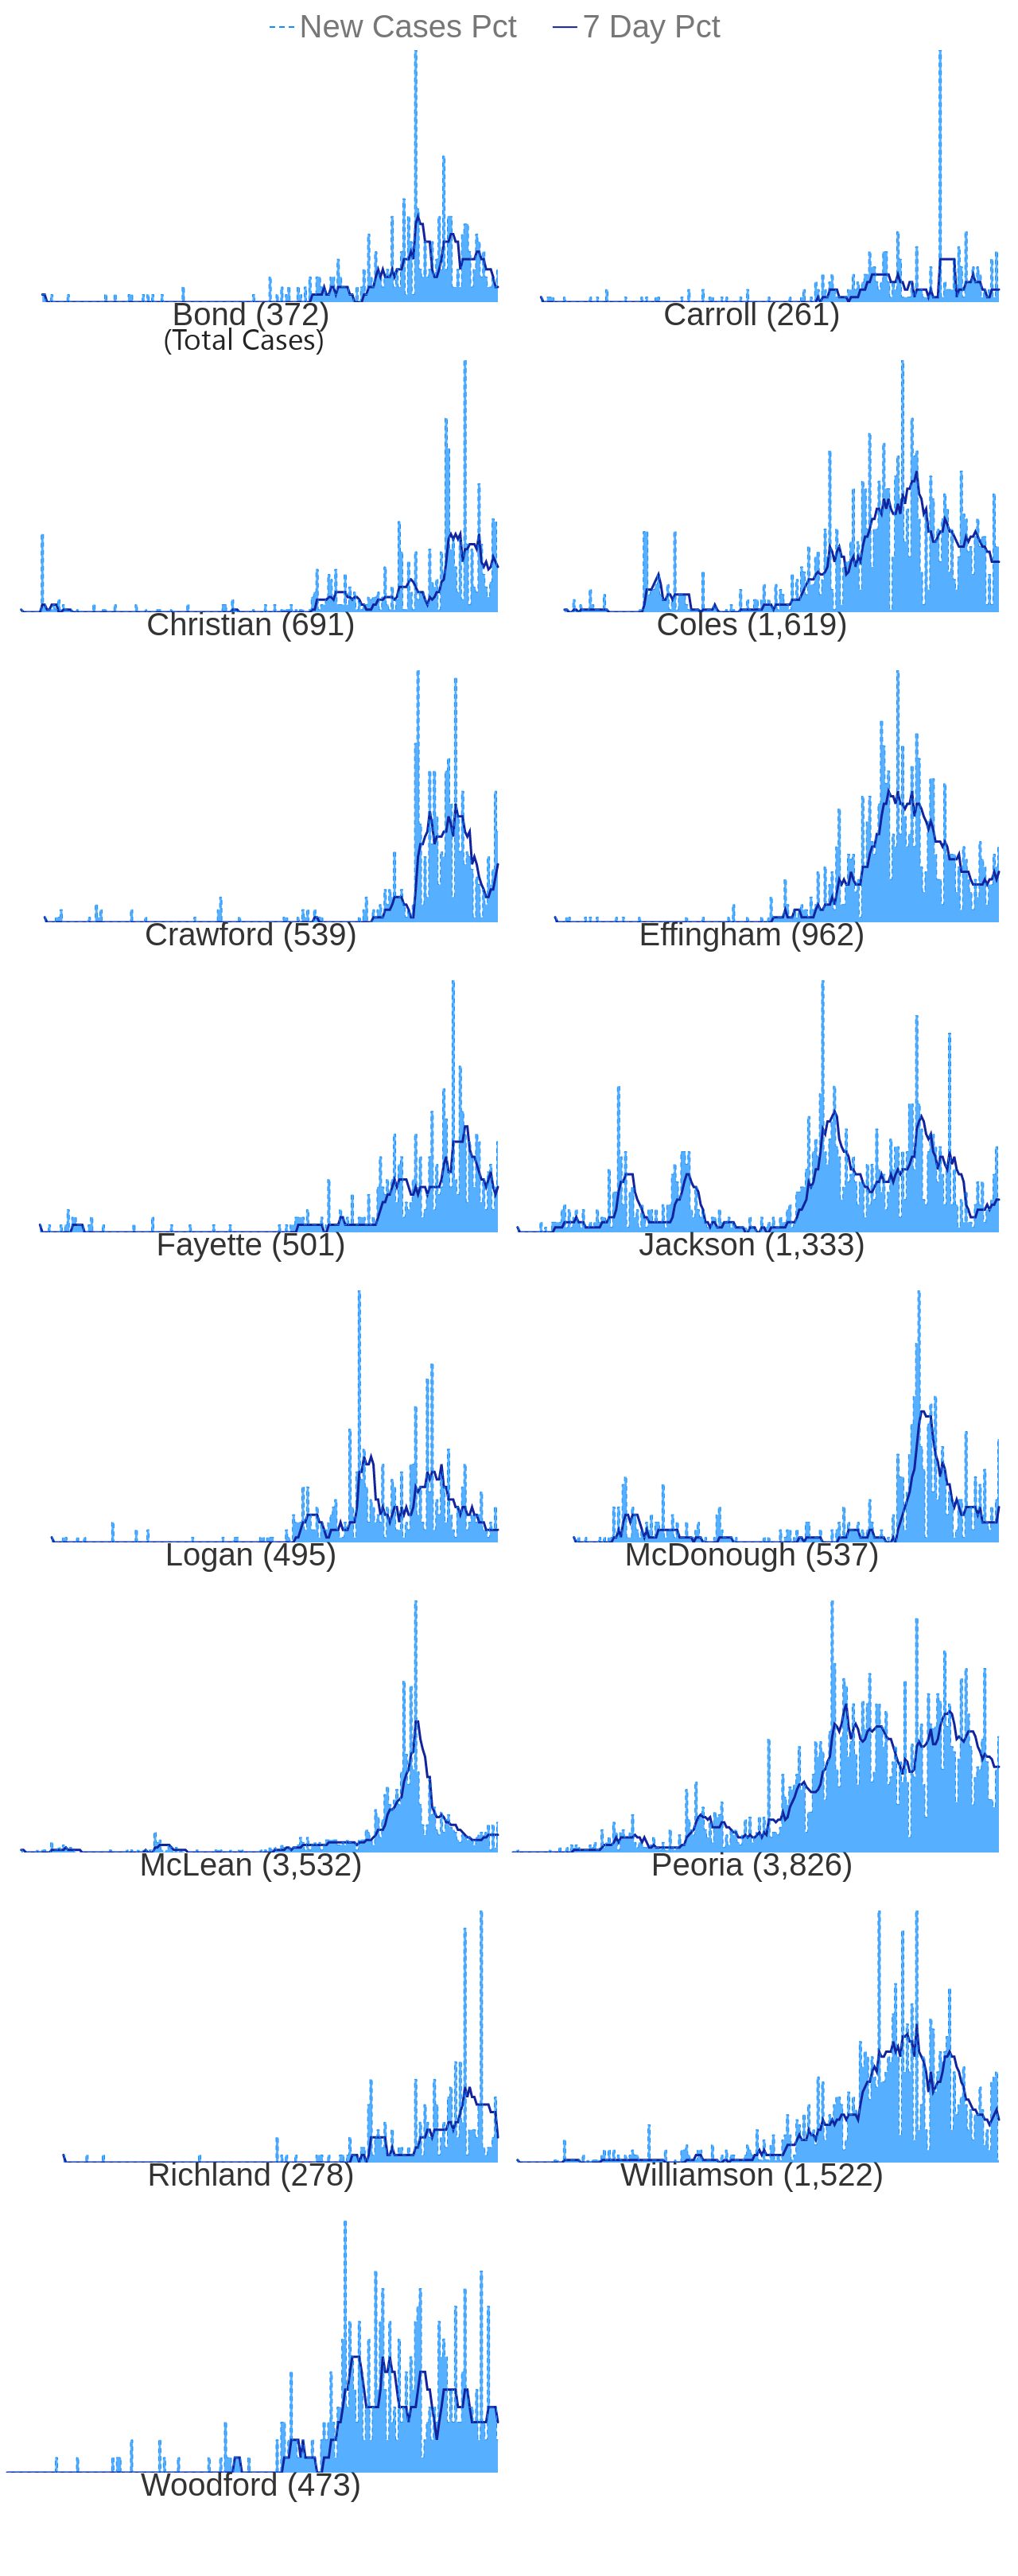 New Cases Pct 7 Day Pct
Bond (372) Carroll (261)
(Total Cases)
Christian (691) Coles (1,619)
Crawford (539) Effingham (962)
Fayette (501) Jackson (1,333)
Logan (495) McDonough (537)
McLean (3,532) Peoria (3,826)
Richland (278) Williamson (1,522)
Woodford (473)